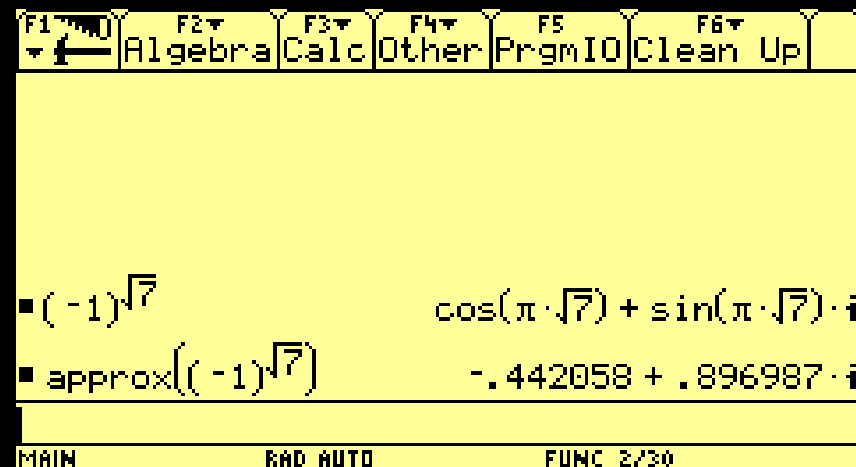 F1▾ F2▾ F3▾ F4▾ F5 F6▾
Algebra Calc Other PrgmIO Clean Up
▪(-1)^√7 cos(π·√7) + sin(π·√7)·i
▪approx((-1)^√7) -.442058 + .896987·i
MAIN RAD AUTO FUNC 2/30